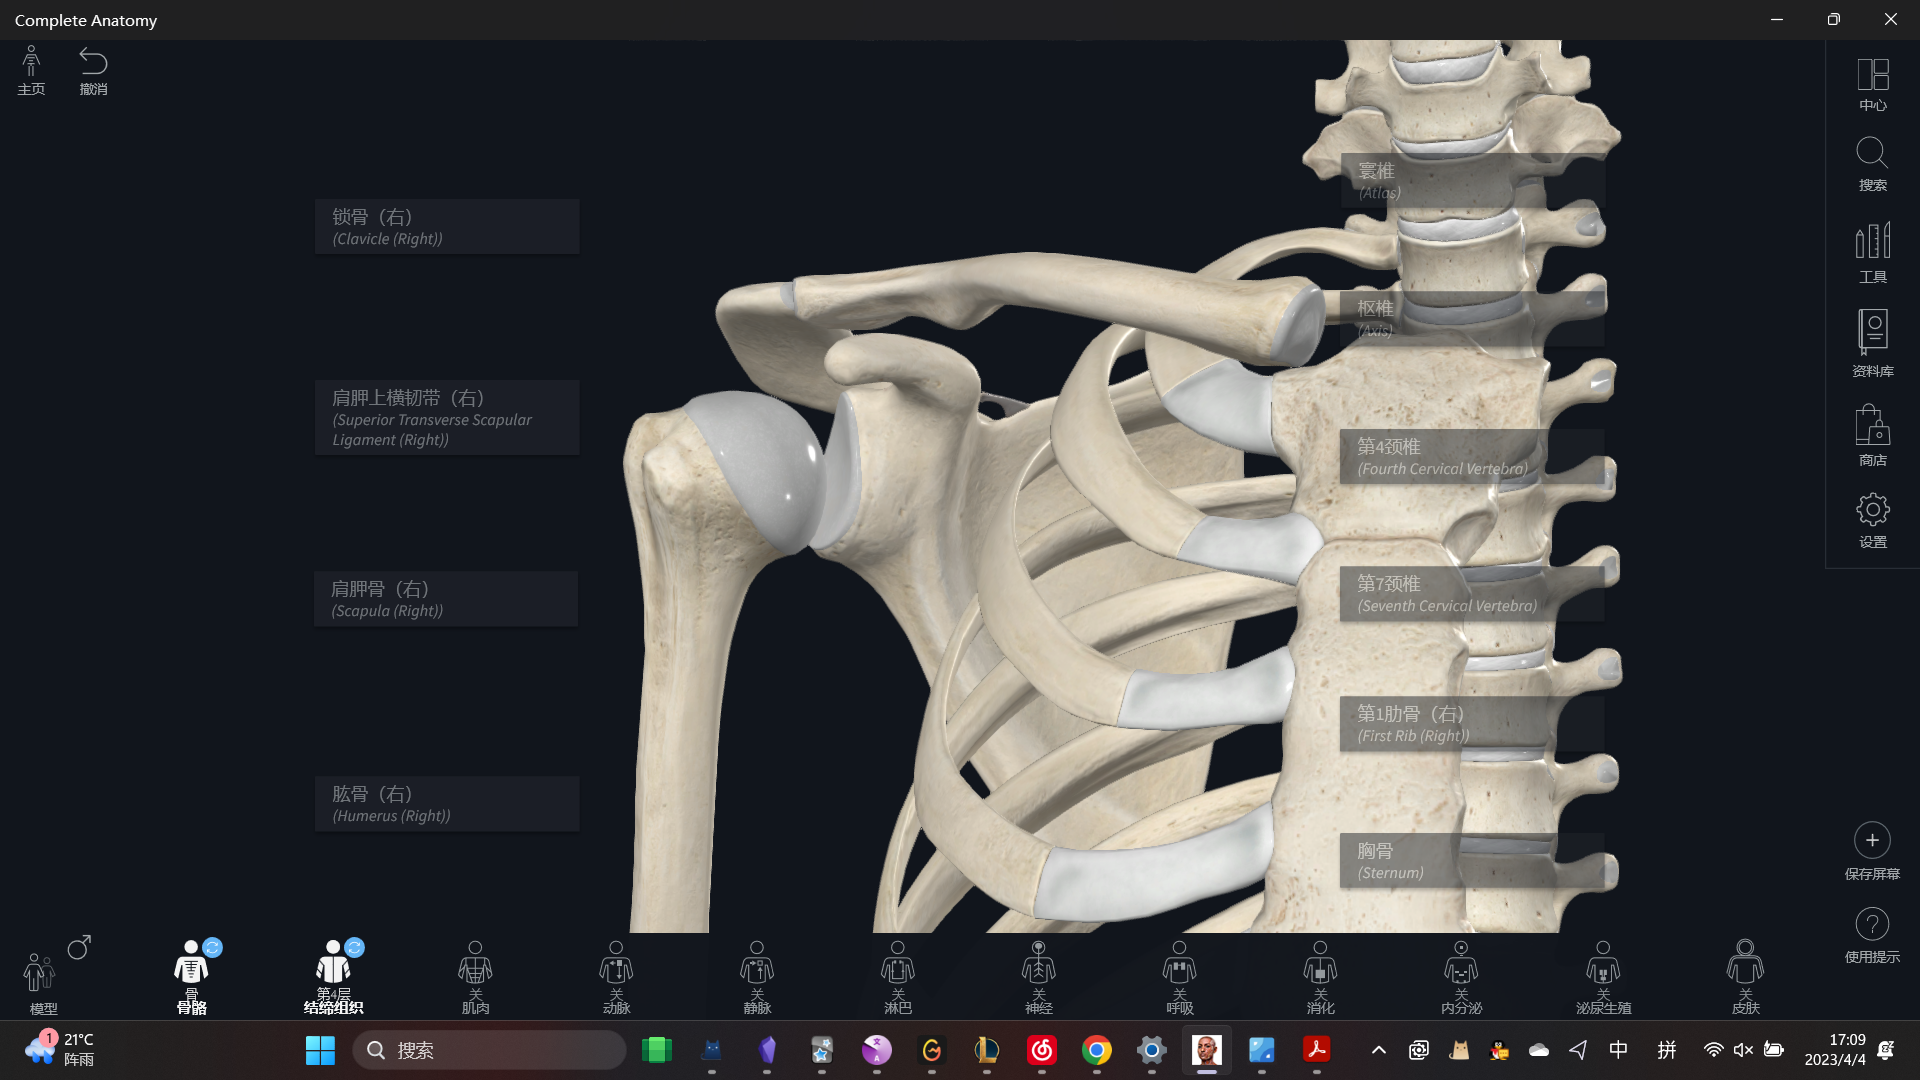 Complete Anatomy
主页
撤消
中心
搜索
工具
资料库
商店
设置
锁骨（右）
(Clavicle (Right))
肩胛上横韧带（右）
(Superior Transverse Scapular
Ligament (Right))
肩胛骨（右）
(Scapula (Right))
肱骨（右）
(Humerus (Right))
寰椎
(Atlas)
枢椎
(Axis)
第4颈椎
(Fourth Cervical Vertebra)
第7颈椎
(Seventh Cervical Vertebra)
第1肋骨（右）
(First Rib (Right))
胸骨
(Sternum)
保存屏幕
使用提示
模型
骨
骨骼
第4层
结缔组织
关
肌肉
关
动脉
关
静脉
关
淋巴
关
神经
关
呼吸
关
消化
关
内分泌
关
泌尿生殖
关
皮肤
1
21°C
阵雨
搜索
文
A
中
拼
17:09
2023/4/4